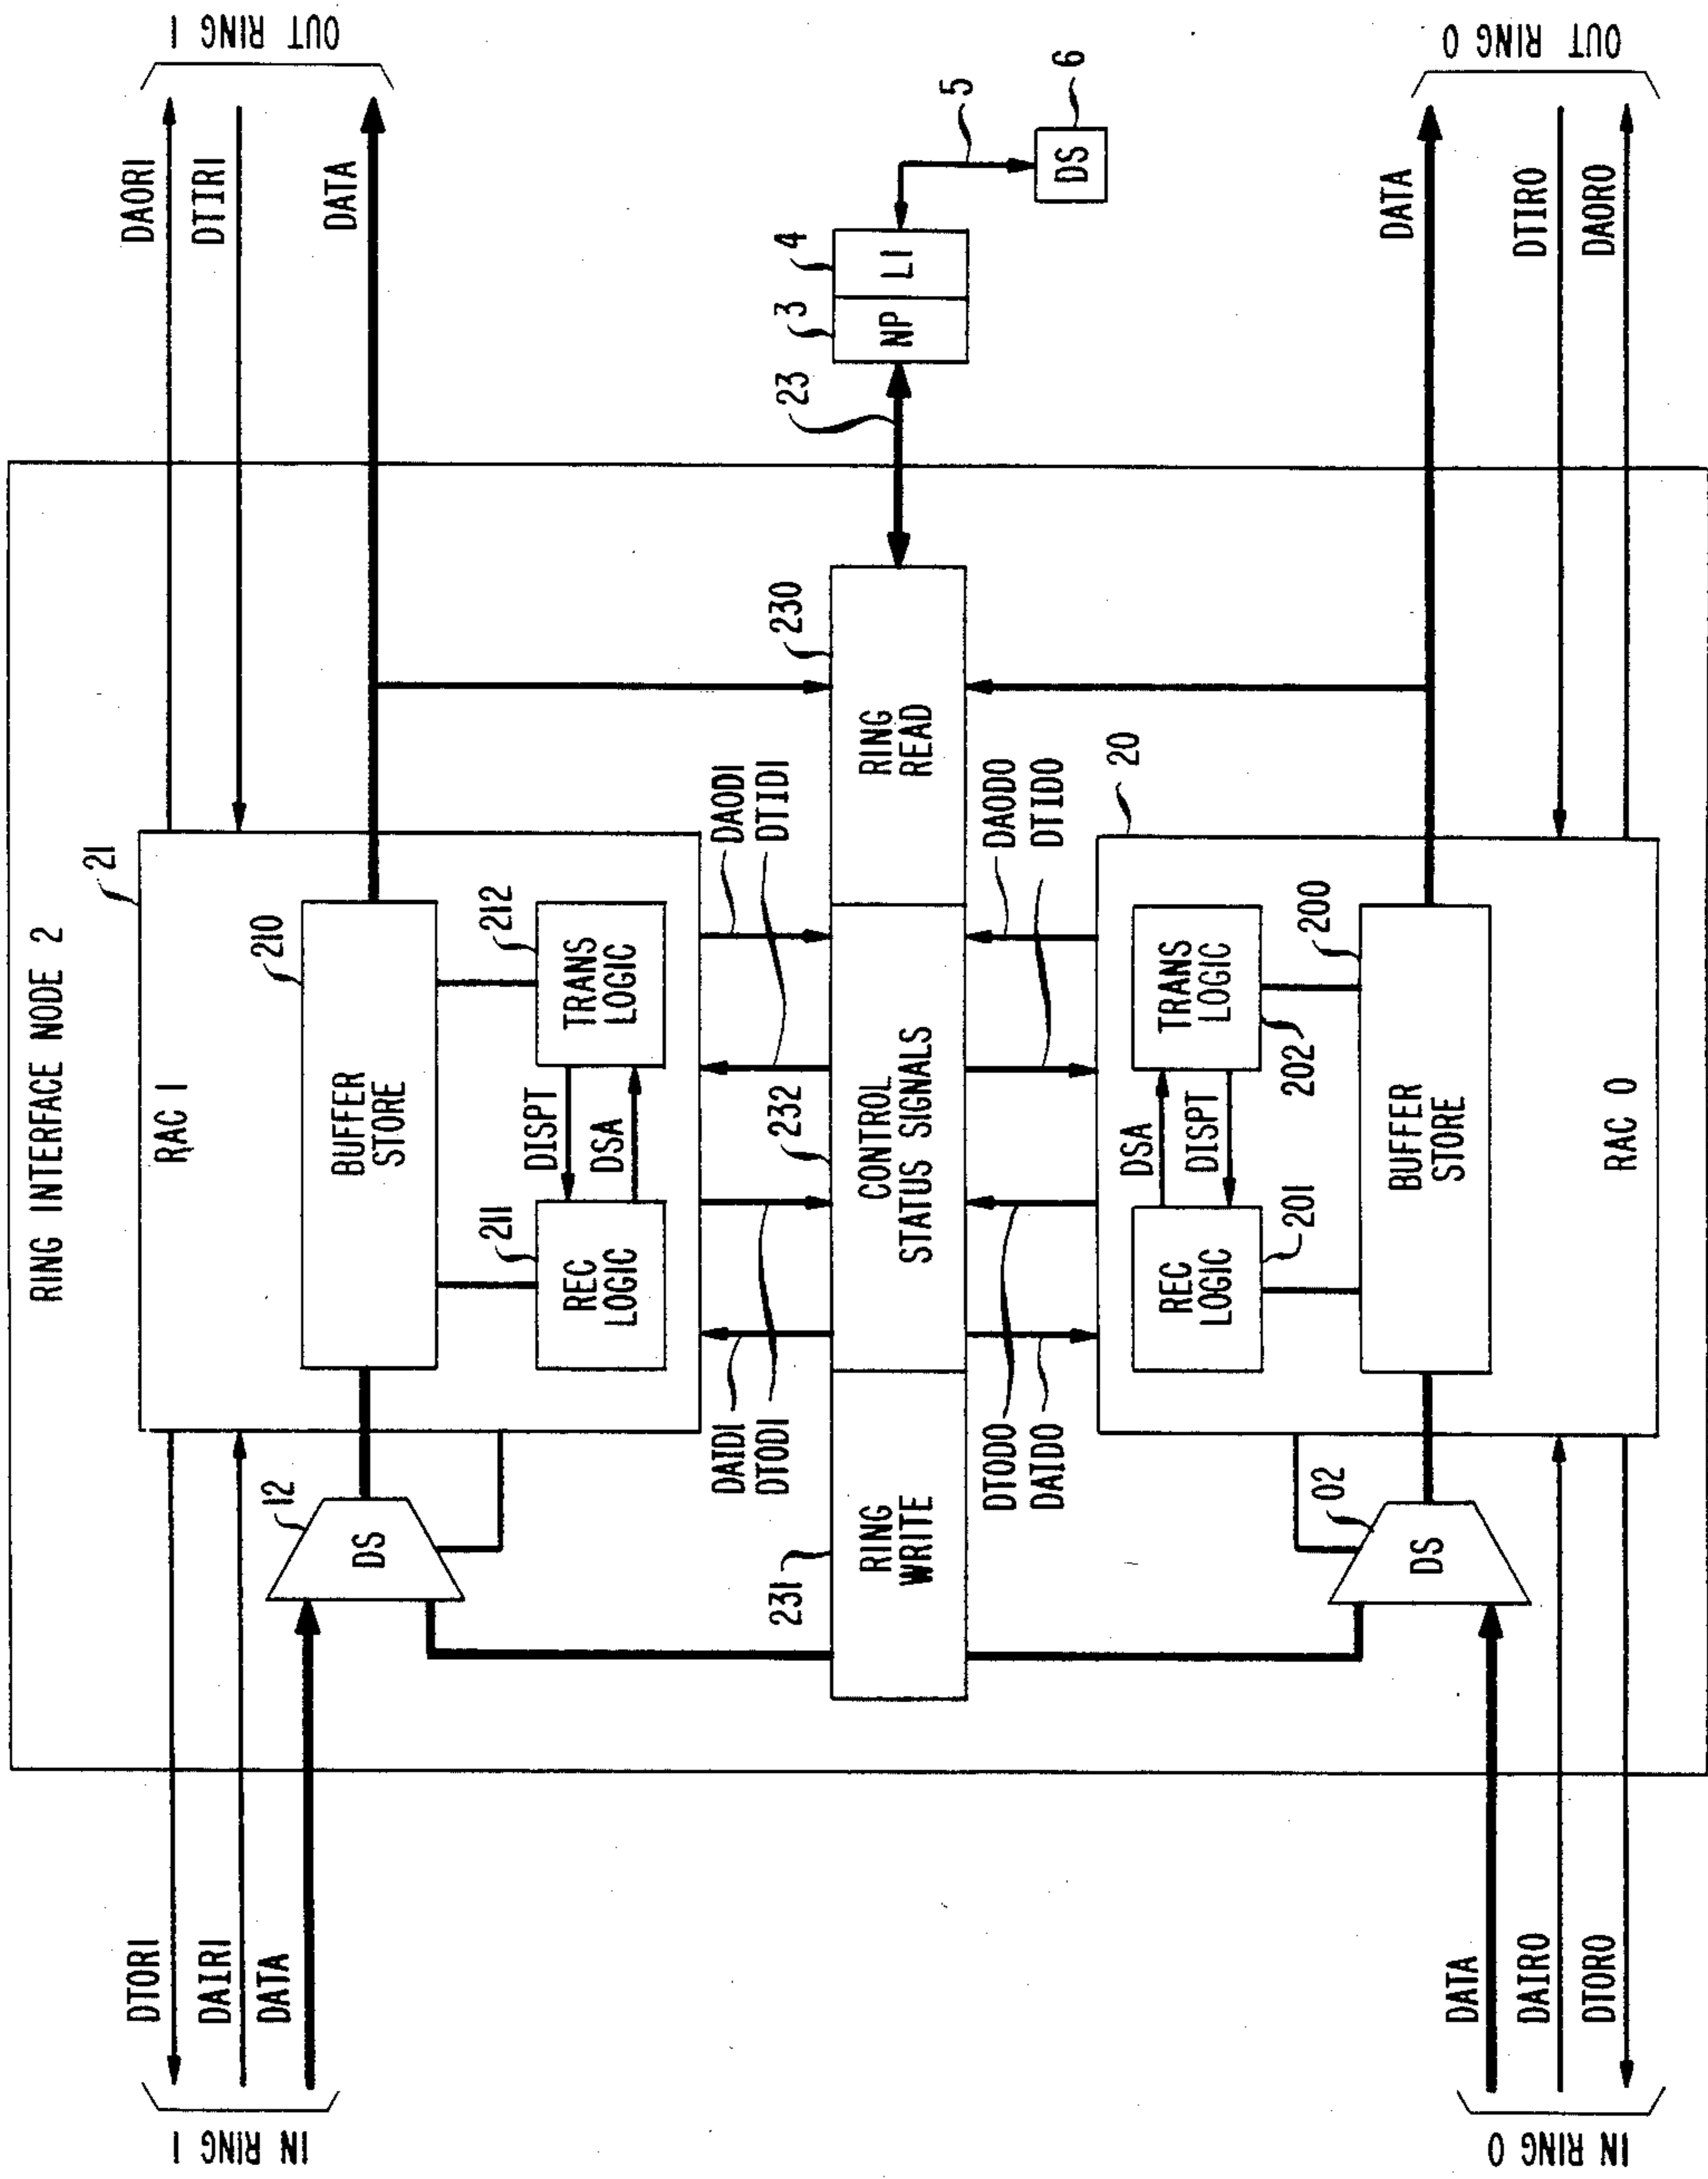 RING INTERFACE NODE 2
IN RING 1
DTOR1
DAIR1
DATA
OUT RING 1
DAOR1
DTIR1
DATA
12
DS
21
RAC 1
210
BUFFER
STORE
211
REC
LOGIC
DISPT
DSA
212
TRANS
LOGIC
DAID1
DTOD1
DAOD1
DTID1
231
RING
WRITE
232
CONTROL
STATUS SIGNALS
230
RING
READ
23
3
NP
4
LI
5
6
DS
DTOD0
DAID0
DAOD0
DTID0
20
REC
LOGIC
201
DSA
DISPT
TRANS
LOGIC
202
200
BUFFER
STORE
RAC 0
02
DS
IN RING 0
DATA
DAIR0
DTOR0
OUT RING 0
DATA
DTIR0
DAOR0